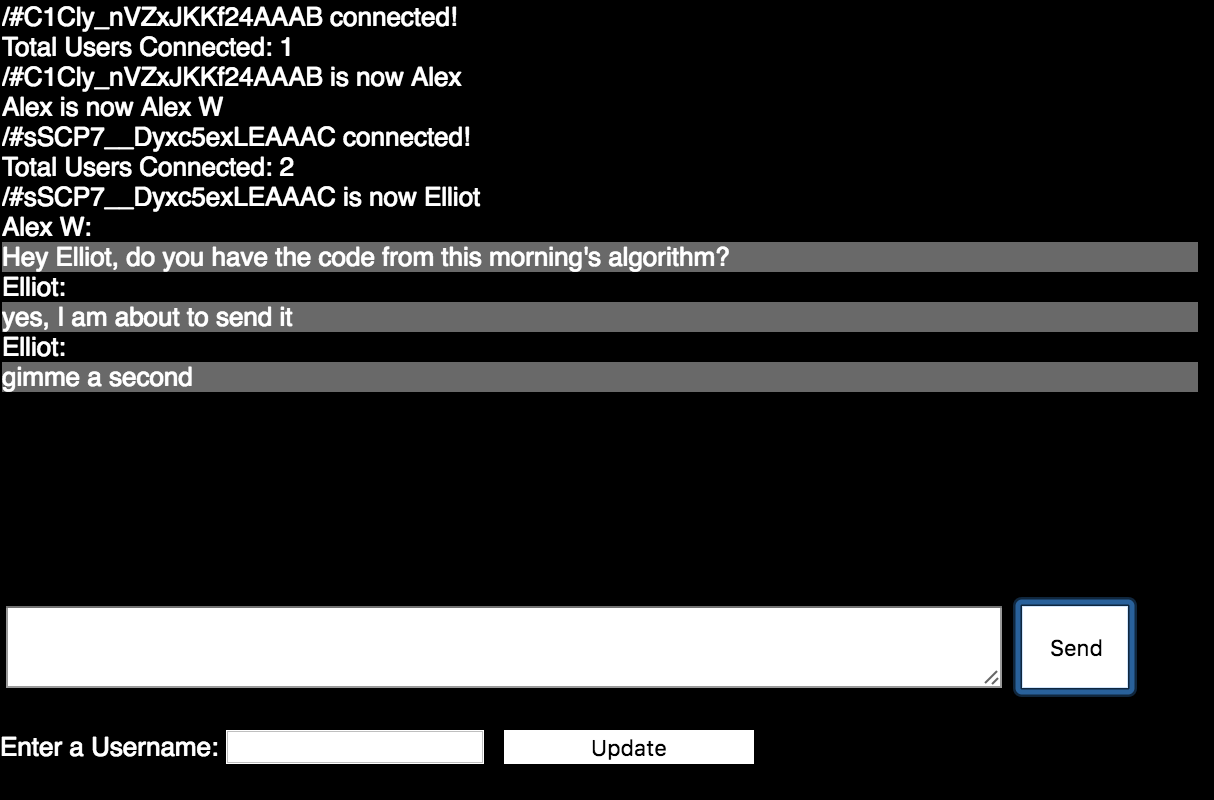 /#C1Cly_nVZxJKKf24AAAB connected!
Total Users Connected: 1
/#C1Cly_nVZxJKKf24AAAB is now Alex
Alex is now Alex W
/#sSCP7__Dyxc5exLEAAAC connected!
Total Users Connected: 2
/#sSCP7__Dyxc5exLEAAAC is now Elliot
Alex W:
Hey Elliot, do you have the code from this morning's algorithm?
Elliot:
yes, I am about to send it
Elliot:
gimme a second
Send
Enter a Username: Update